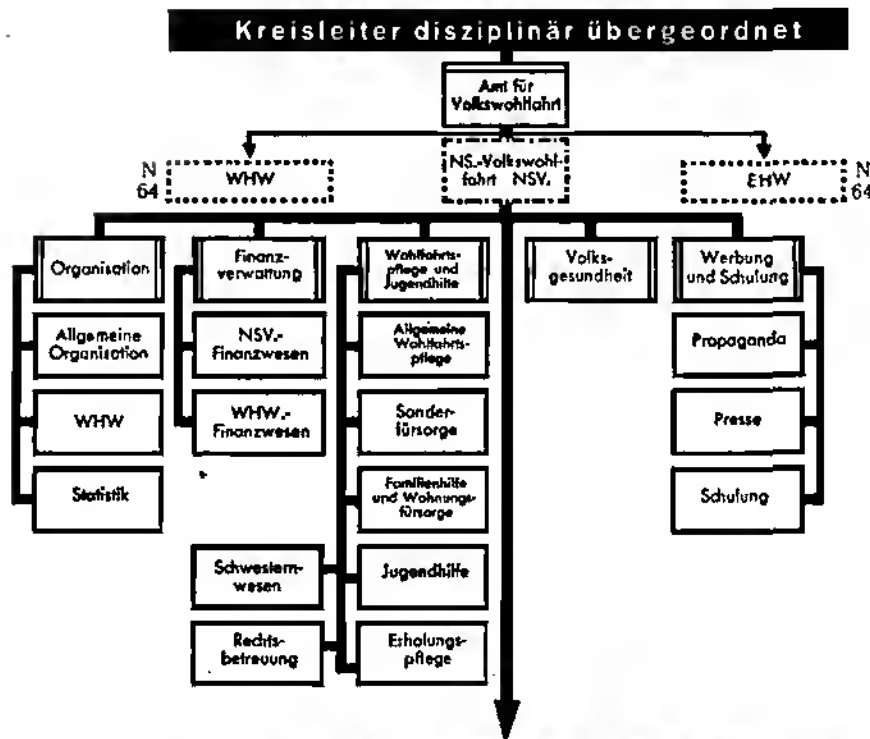 Kreisleiter disziplinär übergeordnet
Amt für
Volkswohlfahrt
N
64
WHW
NS.-Volkswohl-
fahrt NSV.
EHW
N
64
Organisation
Finanz-
verwaltung
Wohlfahrts-
pflege und
Jugendhilfe
Volks-
gesundheit
Werbung
und Schulung
Allgemeine
Organisation
NSV.-
Finanzwesen
Allgemeine
Wohlfahrts-
pflege
Propaganda
WHW
WHW.-
Finanzwesen
Sonder-
fürsorge
Presse
Statistik
Familienhilfe
und Wohnungs-
fürsorge
Schulung
Schwestern-
wesen
Jugendhilfe
Rechts-
betreuung
Erholungs-
pflege